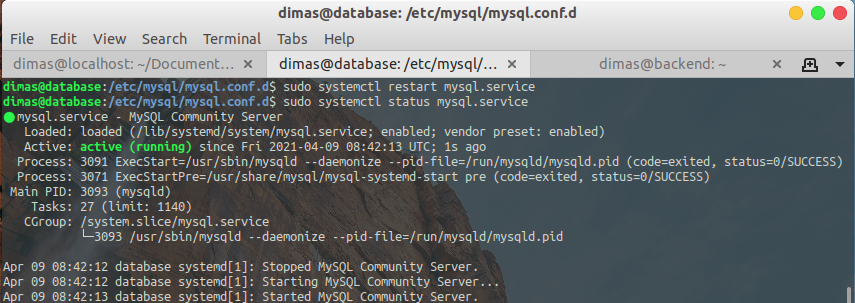 dimas@database: /etc/mysql/mysql.conf.d
File Edit View Search Terminal Tabs Help
dimas@localhost: ~/Document... × dimas@database: /etc/mysql/... × dimas@backend: ~ ×
dimas@database:/etc/mysql/mysql.conf.d$ sudo systemctl restart mysql.service
dimas@database:/etc/mysql/mysql.conf.d$ sudo systemctl status mysql.service
● mysql.service - MySQL Community Server
   Loaded: loaded (/lib/systemd/system/mysql.service; enabled; vendor preset: enabled)
   Active: active (running) since Fri 2021-04-09 08:42:13 UTC; 1s ago
  Process: 3091 ExecStart=/usr/sbin/mysqld --daemonize --pid-file=/run/mysqld/mysqld.pid (code=exited, status=0/SUCCESS)
  Process: 3071 ExecStartPre=/usr/share/mysql/mysql-systemd-start pre (code=exited, status=0/SUCCESS)
 Main PID: 3093 (mysqld)
    Tasks: 27 (limit: 1140)
   CGroup: /system.slice/mysql.service
           └─3093 /usr/sbin/mysqld --daemonize --pid-file=/run/mysqld/mysqld.pid
Apr 09 08:42:12 database systemd[1]: Stopped MySQL Community Server.
Apr 09 08:42:12 database systemd[1]: Starting MySQL Community Server...
Apr 09 08:42:13 database systemd[1]: Started MySQL Community Server.